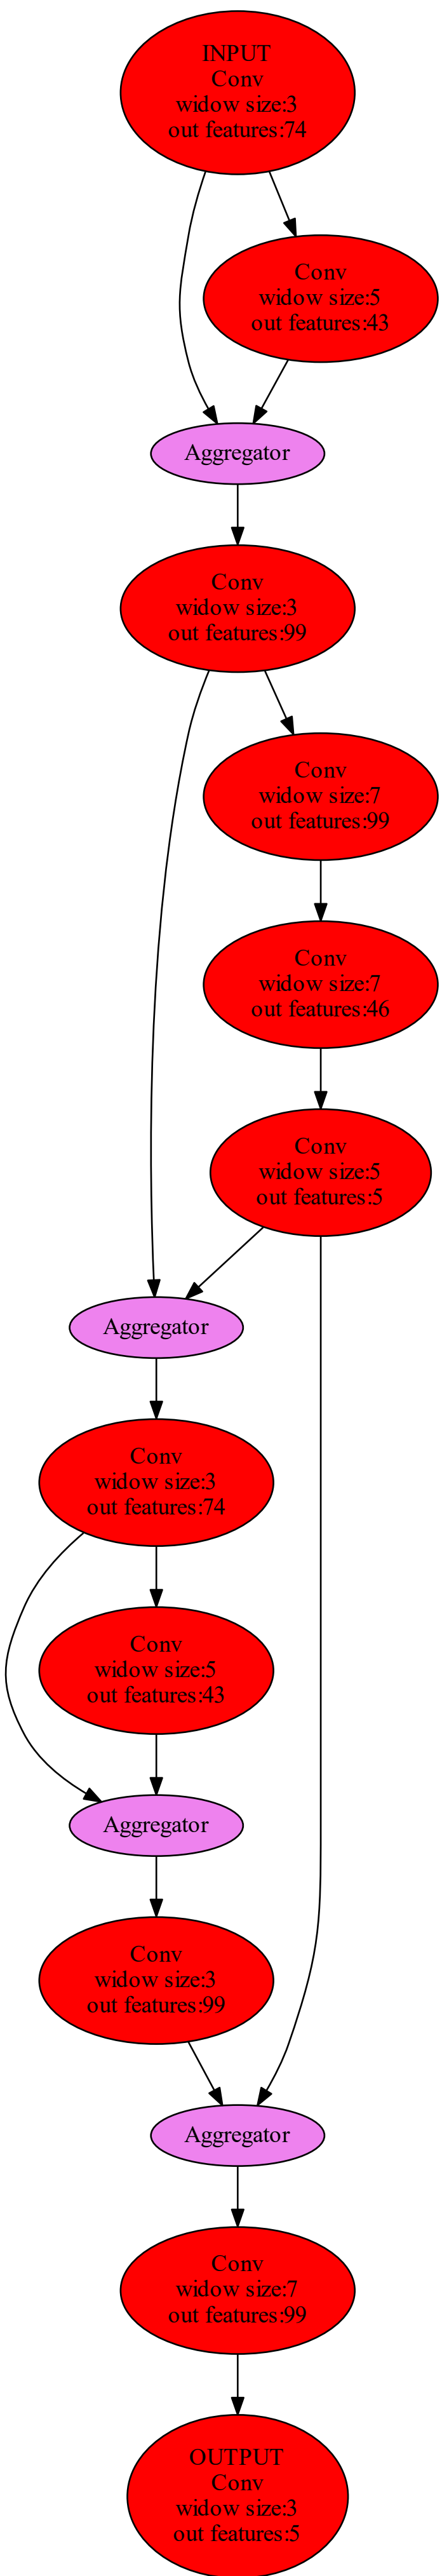 INPUT
Conv
widow size:3
out features:74
Conv
widow size:5
out features:43
Aggregator
Conv
widow size:3
out features:99
Conv
widow size:7
out features:99
Conv
widow size:7
out features:46
Conv
widow size:5
out features:5
Aggregator
Conv
widow size:3
out features:74
Conv
widow size:5
out features:43
Aggregator
Conv
widow size:3
out features:99
Aggregator
Conv
widow size:7
out features:99
OUTPUT
Conv
widow size:3
out features:5